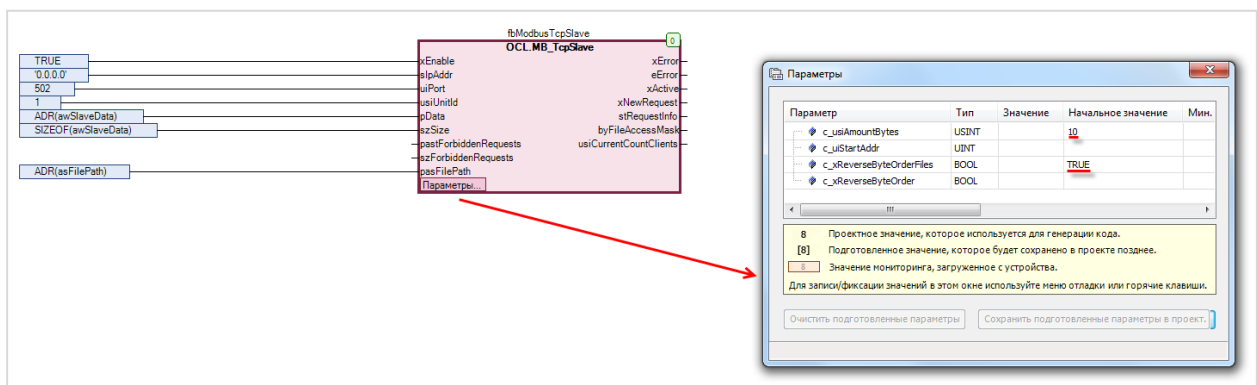 fbModbusTcpSlave
OCL.MB_TcpSlave
0
TRUE
xEnable
xError
'0.0.0.0'
sIpAddr
eError
502
uiPort
xActive
1
usiUnitId
xNewRequest
ADR(awSlaveData)
pData
stRequestInfo
SIZEOF(awSlaveData)
szSize
byFileAccessMask
pastForbiddenRequests
usiCurrentCountClients
szForbiddenRequests
ADR(asFilePath)
pasFilePath
Параметры...
Параметры
Параметр Тип Значение Начальное значение Мин.
c_usiAmountBytes USINT 10
c_uiStartAddr UINT
c_xReverseByteOrderFiles BOOL TRUE
c_xReverseByteOrder BOOL
8 Проектное значение, которое используется для генерации кода.
[8] Подготовленное значение, которое будет сохранено в проекте позднее.
8 Значение мониторинга, загруженное с устройства.
Для записи/фиксации значений в этом окне используйте меню отладки или горячие клавиши.
Очистить подготовленные параметры Сохранить подготовленные параметры в проект.